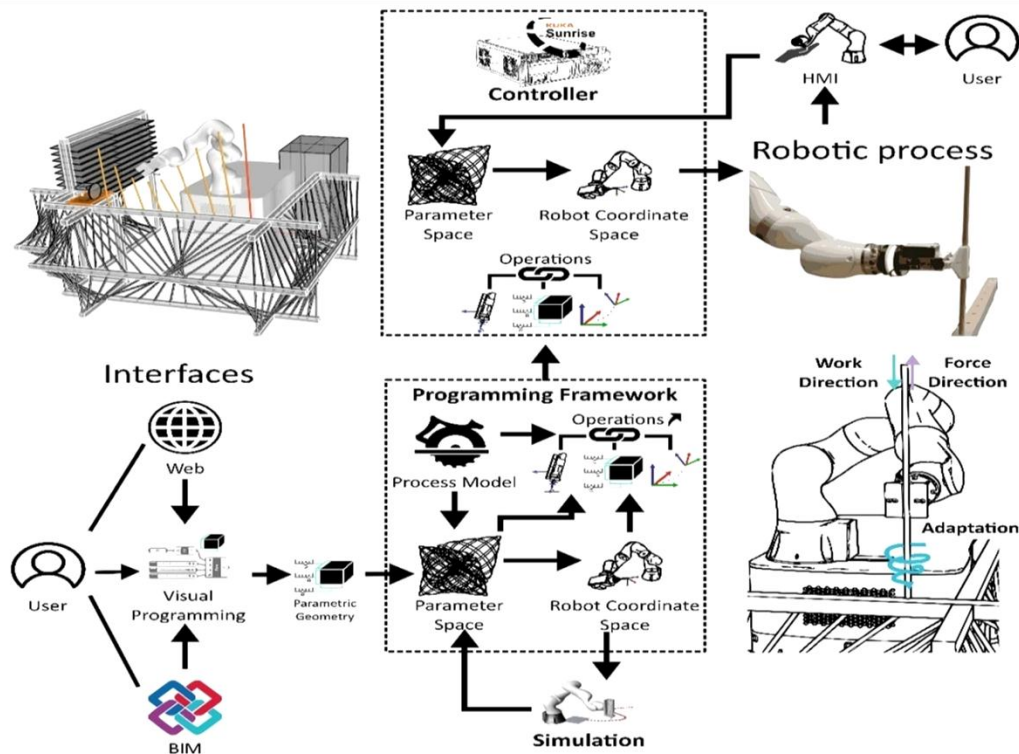 KUKA
Sunrise
Controller
HMI
User
Parameter
Space
Robot Coordinate
Space
Robotic process
Operations
Interfaces
Web
User
Visual
Programming
BIM
Parametric
Geometry
Programming Framework
Operations
Process Model
Parameter
Space
Robot Coordinate
Space
Simulation
Work
Direction
Force
Direction
Adaptation